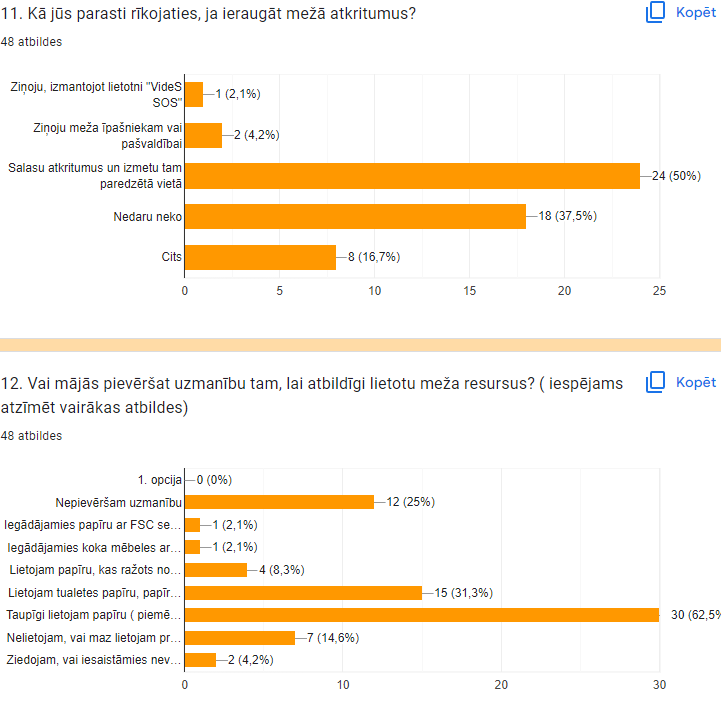 11. Kā jūs parasti rīkojaties, ja ieraugāt mežā atkritumus?
Kopēt
48 atbildes
Ziņoju, izmantojot lietotni "VideS
SOS"
1 (2,1%)
Ziņoju meža īpašniekam vai
pašvaldībai
2 (4,2%)
Salasu atkritumus un izmetu tam
paredzētā vietā
24 (50%)
Nedaru neko
18 (37,5%)
Cits
8 (16,7%)
0 5 10 15 20 25
12. Vai mājās pievēršat uzmanību tam, lai atbildīgi lietotu meža resursus? ( iespējams
atzīmēt vairākas atbildes)
Kopēt
48 atbildes
1. opcija
0 (0%)
Nepievēršam uzmanību
12 (25%)
Iegādājamies papīru ar FSC se...
1 (2,1%)
Iegādājamies koka mēbeles ar...
1 (2,1%)
Lietojam papīru, kas ražots no...
4 (8,3%)
Lietojam tualetes papīru, papīr...
15 (31,3%)
Taupīgi lietojam papīru ( piemē...
30 (62,5%
Nelietojam, vai maz lietojam pr...
7 (14,6%)
Ziedojam, vai iesaistāmies nev...
2 (4,2%)
0 10 20 30